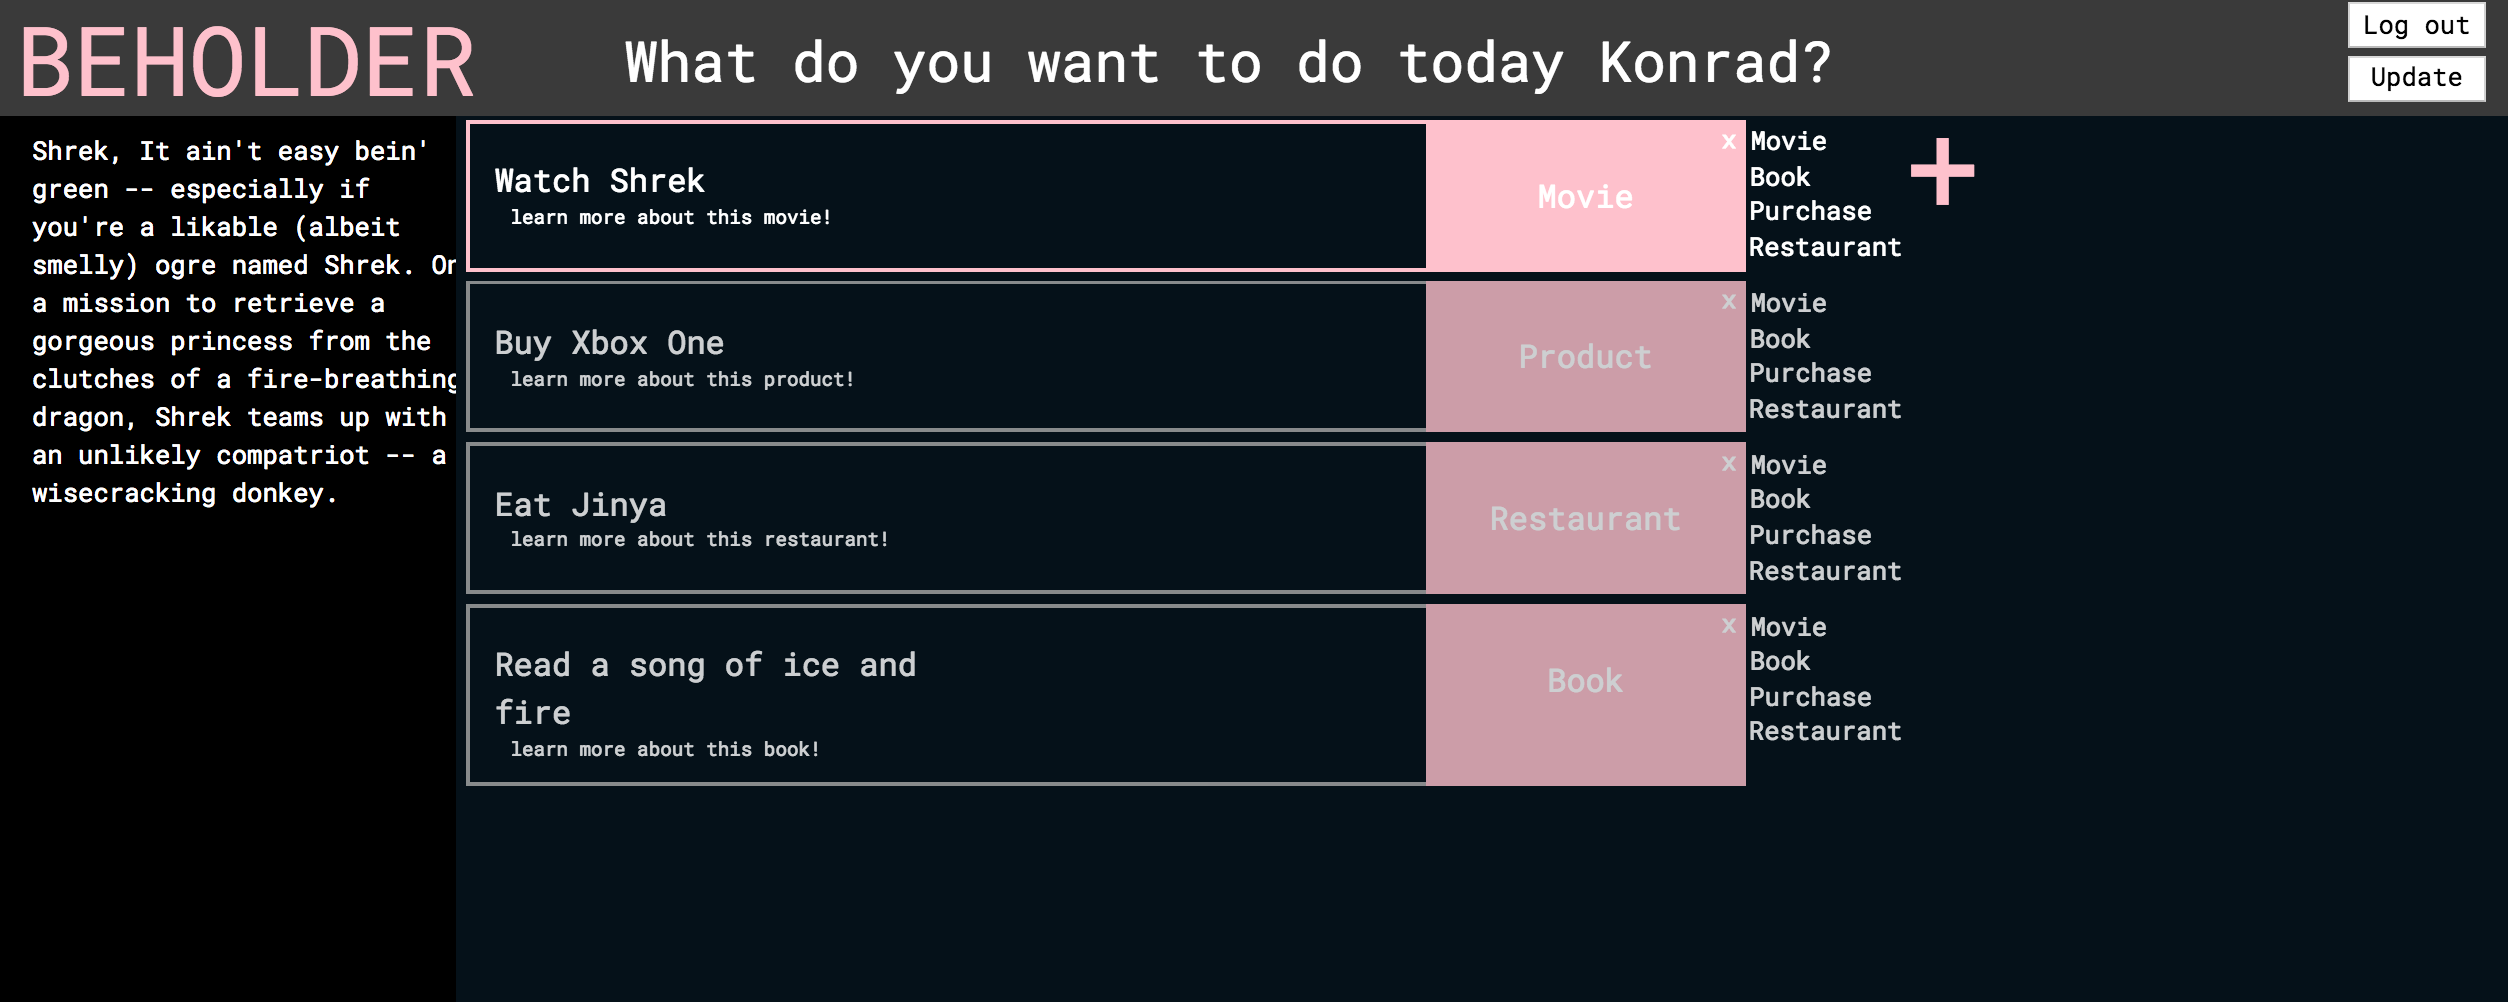 BEHOLDER
What do you want to do today Konrad?
Log out
Update
Shrek, It ain't easy bein'
green -- especially if
you're a likable (albeit
smelly) ogre named Shrek. On
a mission to retrieve a
gorgeous princess from the
clutches of a fire-breathing
dragon, Shrek teams up with
an unlikely compatriot -- a
wisecracking donkey.
Watch Shrek
learn more about this movie!
Movie
x
Movie
Book
Purchase
Restaurant
+
Buy Xbox One
learn more about this product!
Product
x
Movie
Book
Purchase
Restaurant
Eat Jinya
learn more about this restaurant!
Restaurant
x
Movie
Book
Purchase
Restaurant
Read a song of ice and
fire
learn more about this book!
Book
x
Movie
Book
Purchase
Restaurant